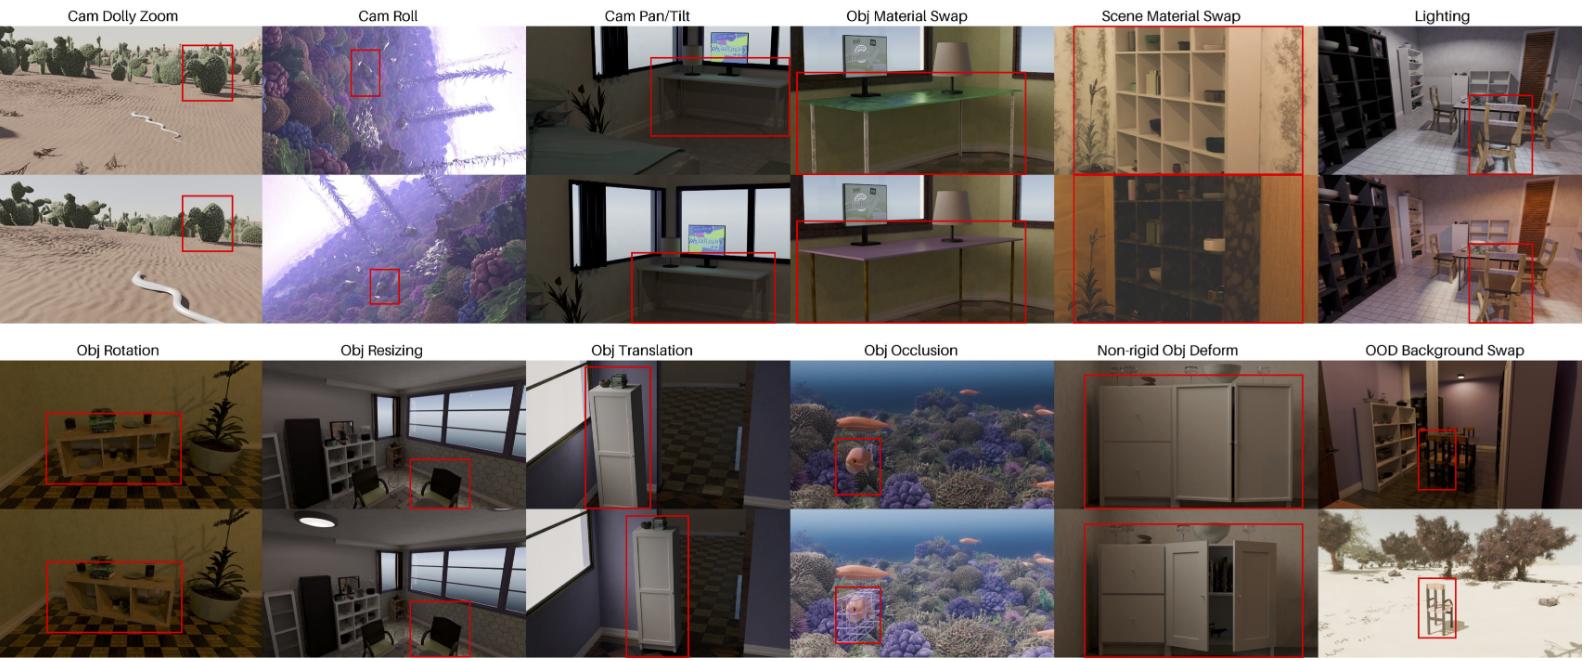 Cam Dolly Zoom
Cam Roll
Cam Pan/Tilt
Obj Material Swap
Scene Material Swap
Lighting
Obj Rotation
Obj Resizing
Obj Translation
Obj Occlusion
Non-rigid Obj Deform
OOD Background Swap